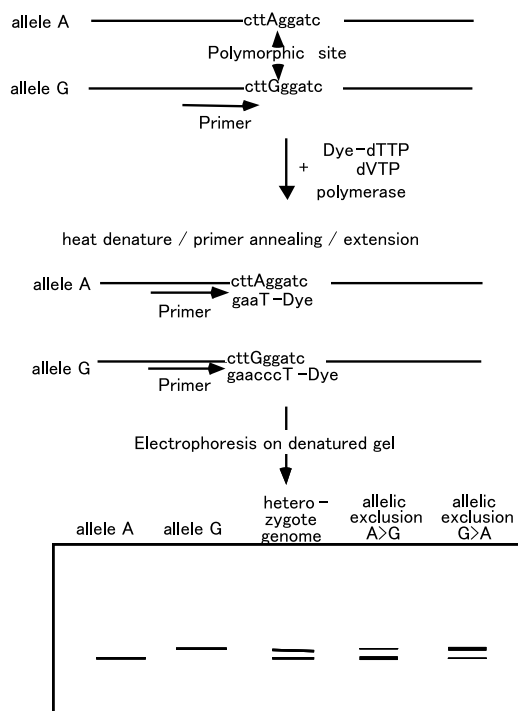 allele A
cttAggatc
Polymorphic site
allele G
cttGggatc
Primer
+
Dye-dTTP
dVTP
polymerase
heat denature / primer annealing / extension
allele A
cttAggatc
gaaT-Dye
Primer
allele G
cttGggatc
gaacccT-Dye
Primer
Electrophoresis on denatured gel
allele A
allele G
hetero-
zygote
genome
allelic
exclusion
A>G
allelic
exclusion
G>A